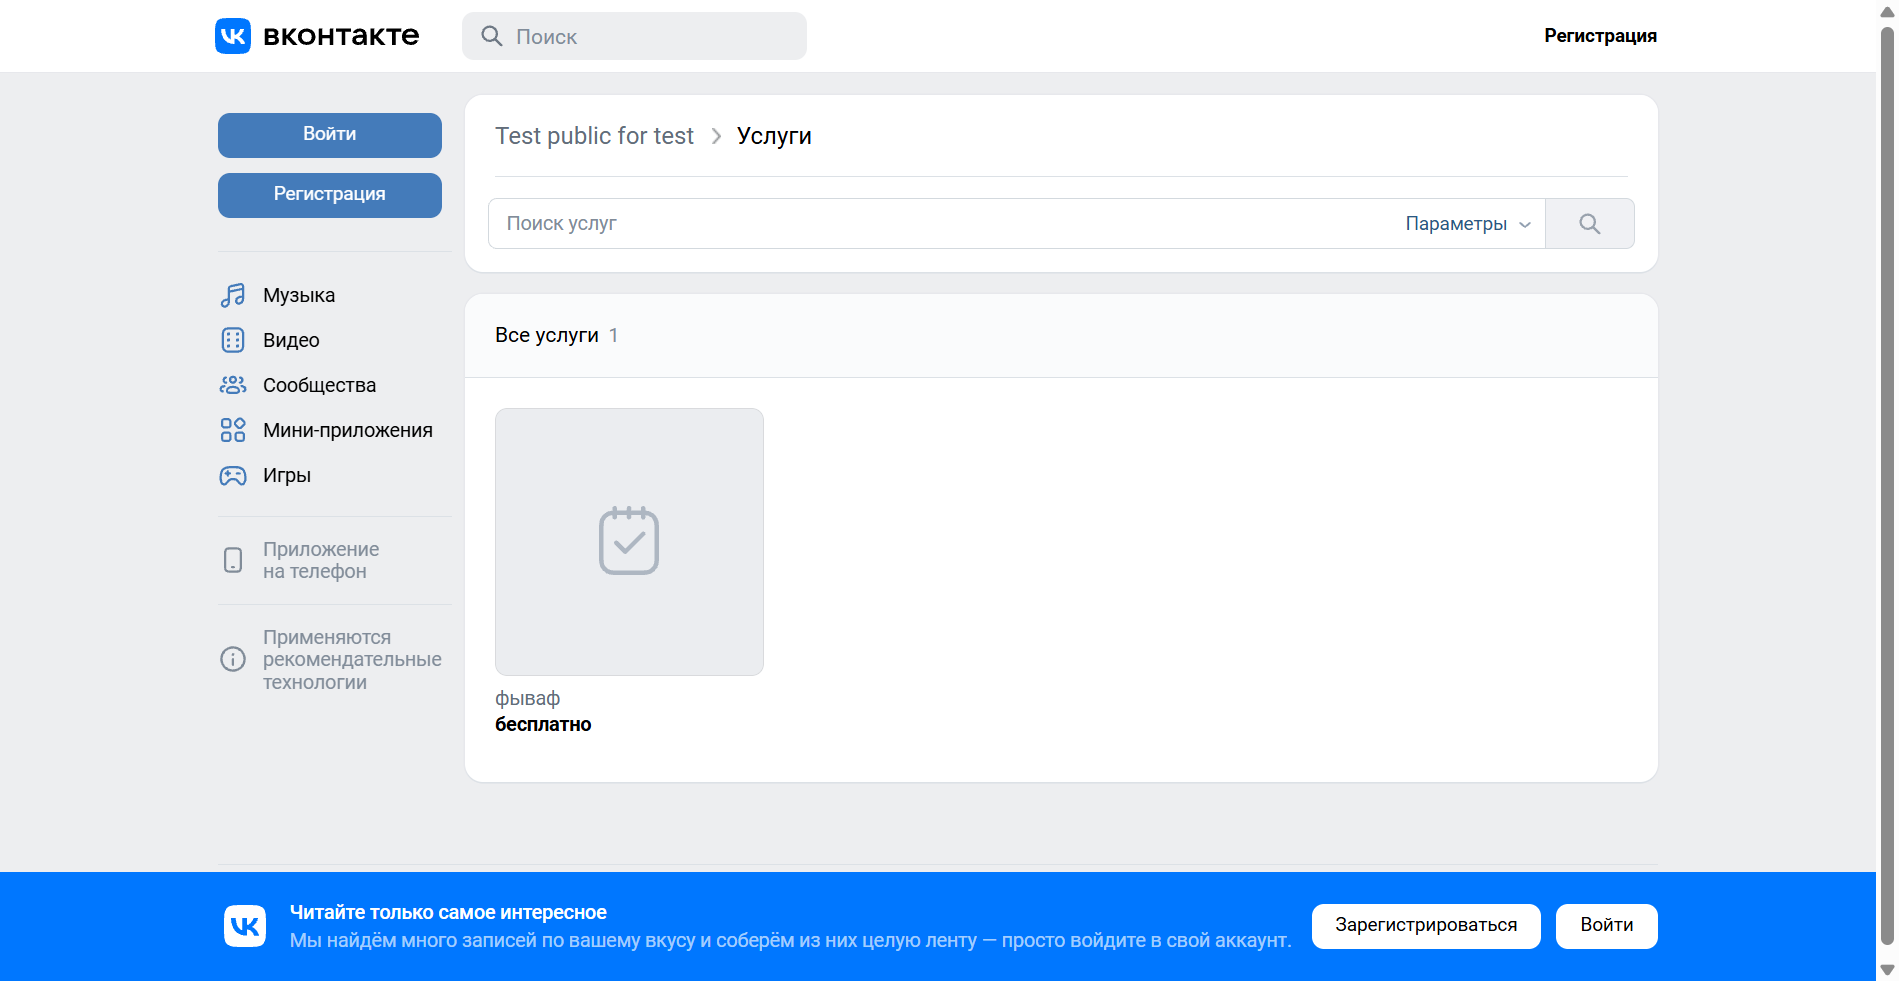 вконтакте
Поиск
Регистрация
Войти
Регистрация
Музыка
Видео
Сообщества
Мини-приложения
Игры
Приложение
на телефон
Применяются
рекомендательные
технологии
Test public for test
Услуги
Поиск услуг
Параметры
Все услуги 1
фываф
бесплатно
Читайте только самое интересное
Мы найдём много записей по вашему вкусу и соберём из них целую ленту — просто войдите в свой аккаунт.
Зарегистрироваться
Войти